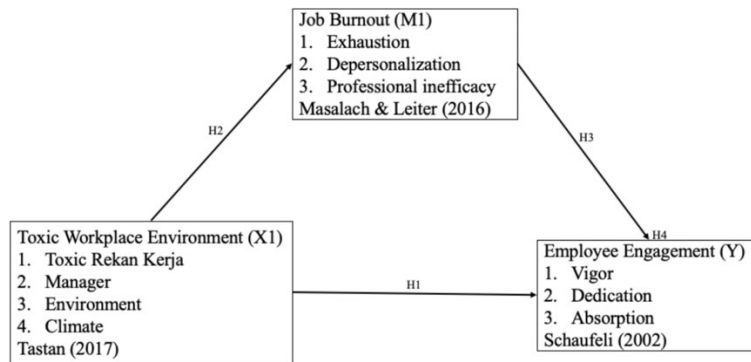 Job Burnout (M1)
1. Exhaustion
2. Depersonalization
3. Professional inefficacy
Masalach & Leiter (2016)
H2
H3
Toxic Workplace Environment (X1)
1. Toxic Rekan Kerja
2. Manager
3. Environment
4. Climate
Tastan (2017)
H1
H4
Employee Engagement (Y)
1. Vigor
2. Dedication
3. Absorption
Schaufeli (2002)